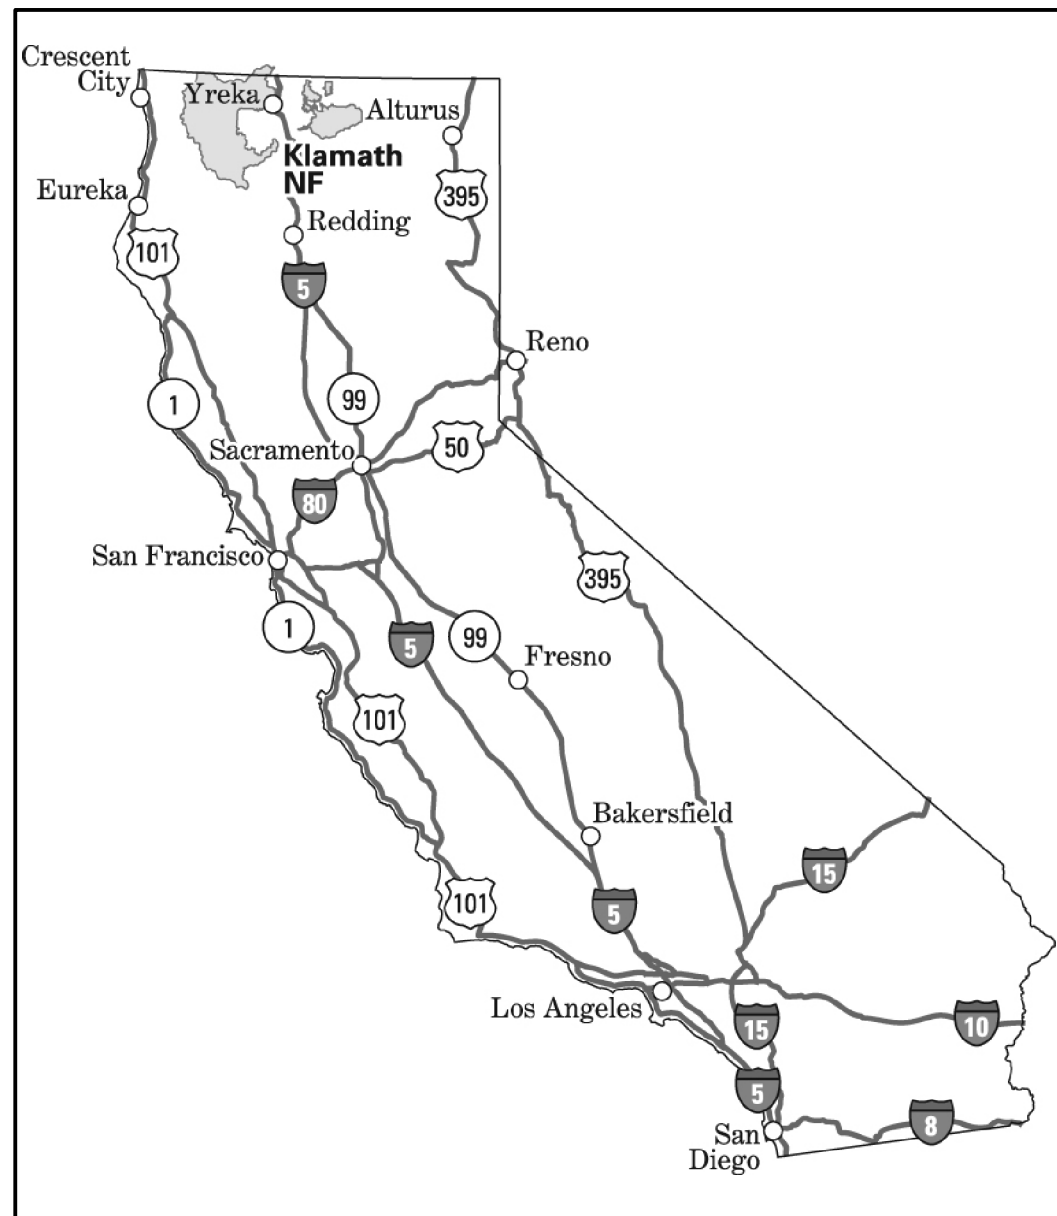 Crescent
City
Yreka
Alturus
Klamath
NF
Eureka
395
Redding
101
5
Reno
1
99
50
Sacramento
80
San Francisco
395
1
5
99
Fresno
101
Bakersfield
15
101
5
Los Angeles
15
10
5
8
San
Diego